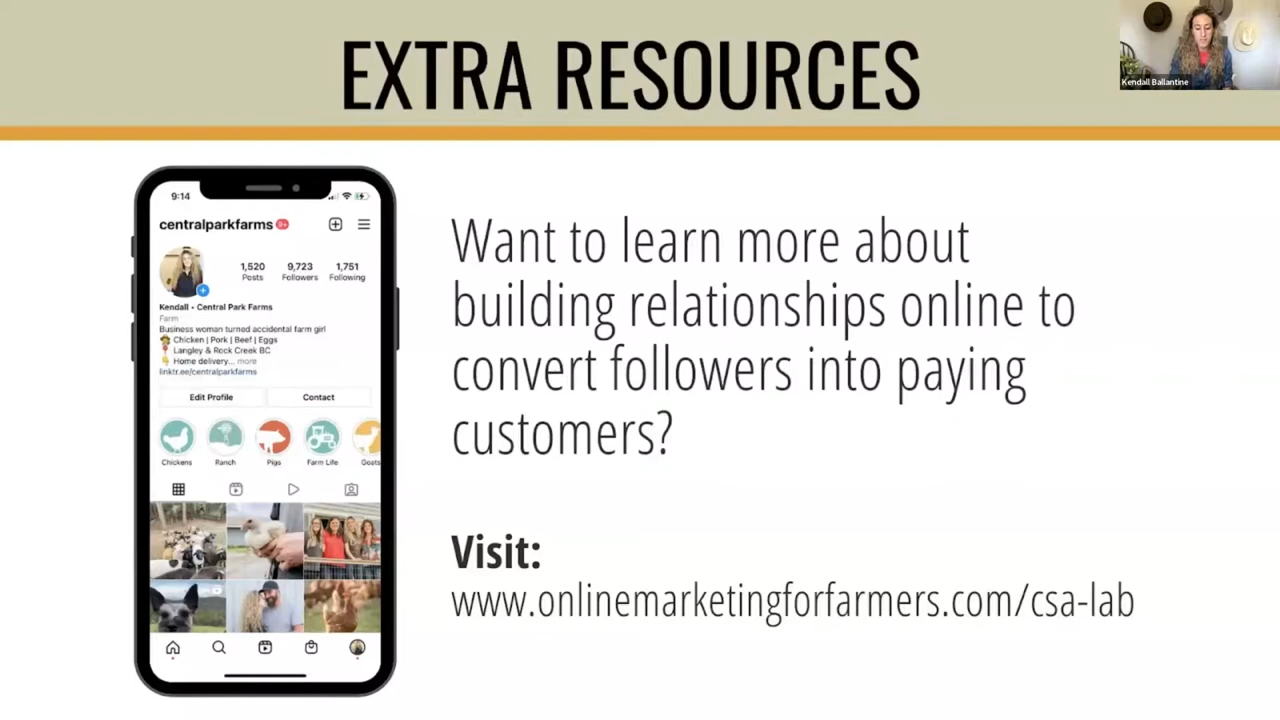 EXTRA RESOURCES
Kendall Ballantine
9:14
centralparkfarms 9+
1,520 9,723 1,751
Posts Followers Following
Kendall • Central Park Farms
Farm
Business woman turned accidental farm girl
Chicken | Pork | Beef | Eggs
Langley & Rock Creek BC
Home delivery... more
linktr.ee/centralparkfarms
Edit Profile Contact
Chickens Ranch Pigs Farm Life Goats
Want to learn more about
building relationships online to
convert followers into paying
customers?
Visit:
www.onlinemarketingforfarmers.com/csa-lab